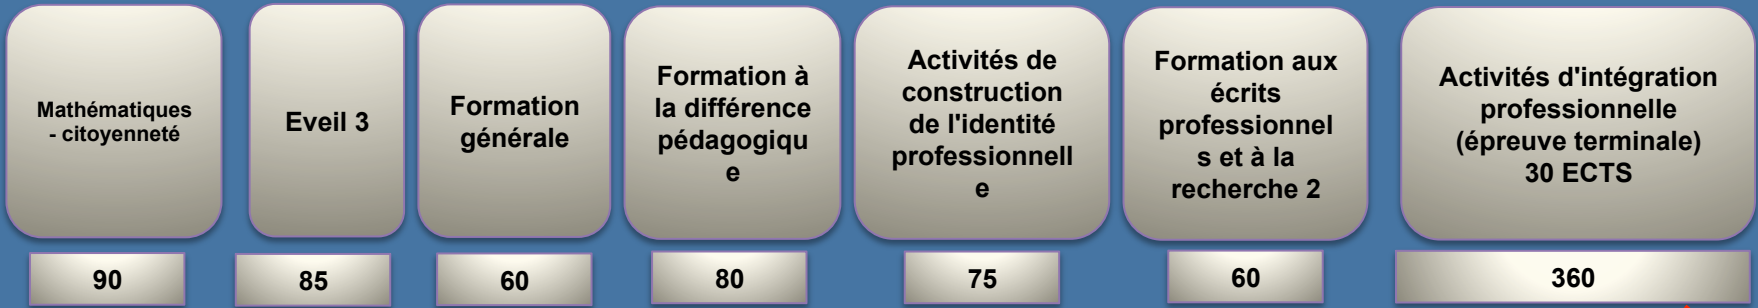 Mathématiques
- citoyenneté
Eveil 3
Formation
générale
Formation à
la différence
pédagogiqu
e
Activités de
construction
de l'identité
professionnell
e
Formation aux
écrits
professionnel
s et à la
recherche 2
Activités d'intégration
professionnelle
(épreuve terminale)
30 ECTS
90
85
60
80
75
60
360